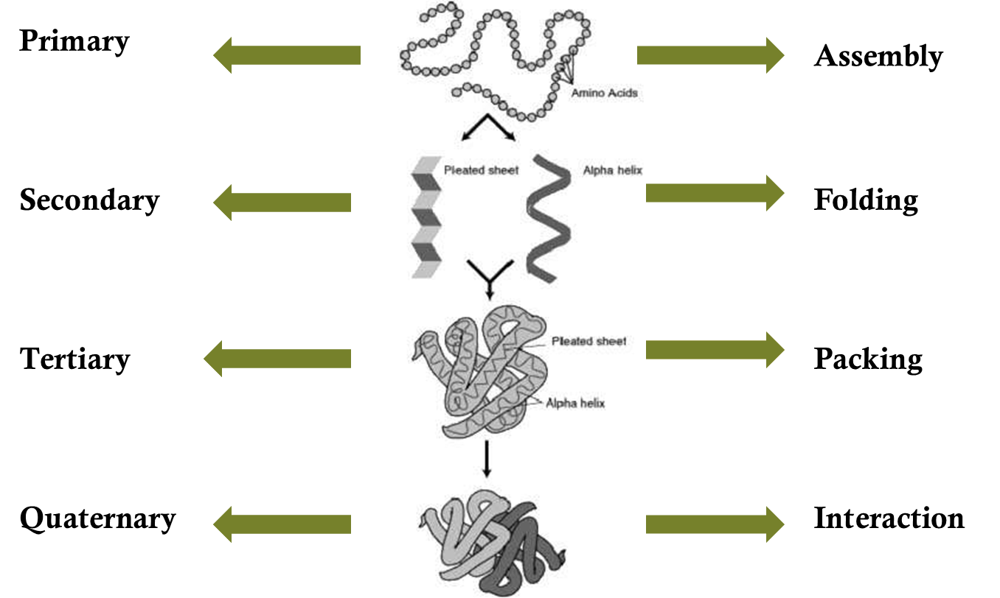 Primary
Assembly
Amino Acids
Pleated sheet
Alpha helix
Secondary
Folding
Pleated sheet
Tertiary
Packing
Alpha helix
Quaternary
Interaction